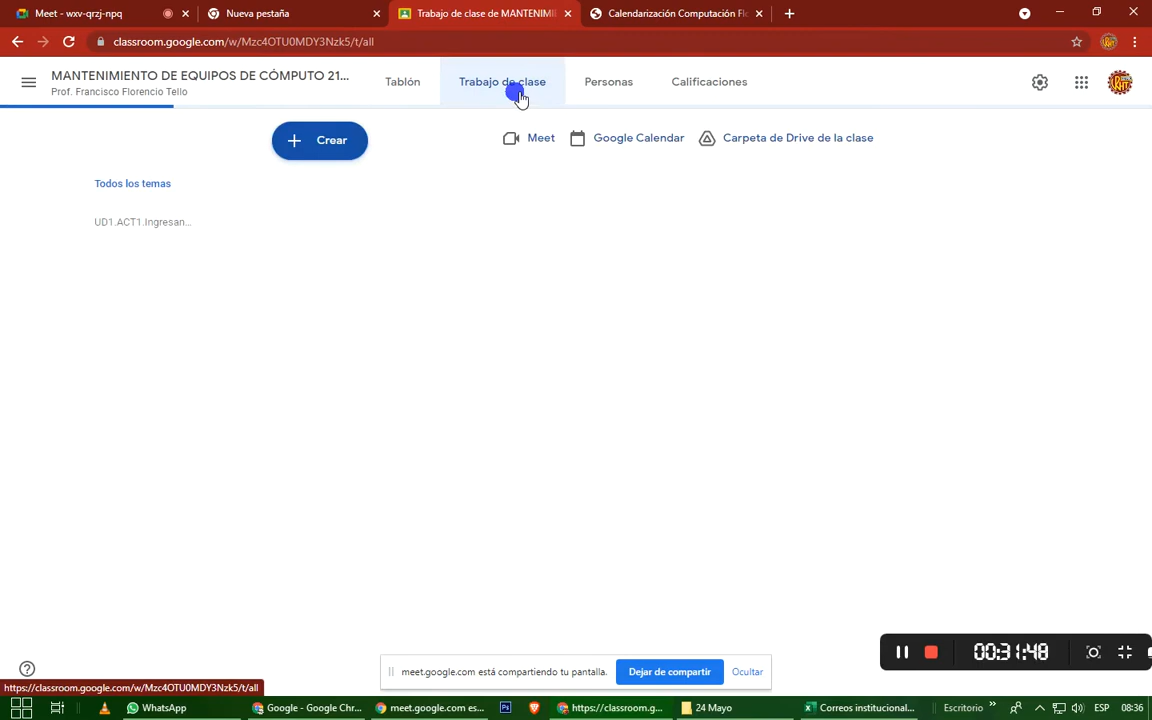 Meet - wxv-qrzj-npq
Nueva pestaña
Trabajo de clase de MANTENIMI
Calendarización Computación Fl
classroom.google.com/w/Mzc4OTU0MDY3Nzk5/t/all
MANTENIMIENTO DE EQUIPOS DE CÓMPUTO 21...
Prof. Francisco Florencio Tello
Tablón
Trabajo de clase
Personas
Calificaciones
Crear
Meet
Google Calendar
Carpeta de Drive de la clase
Todos los temas
UD1.ACT1.Ingresan...
00:31:48
meet.google.com está compartiendo tu pantalla.
Dejar de compartir
Ocultar
https://classroom.google.com/w/Mzc4OTU0MDY3Nzk5/t/all
WhatsApp
Google - Google Chr...
meet.google.com es...
Ps
https://classroom.g...
24 Mayo
Correos institucional...
Escritorio
ESP
08:36